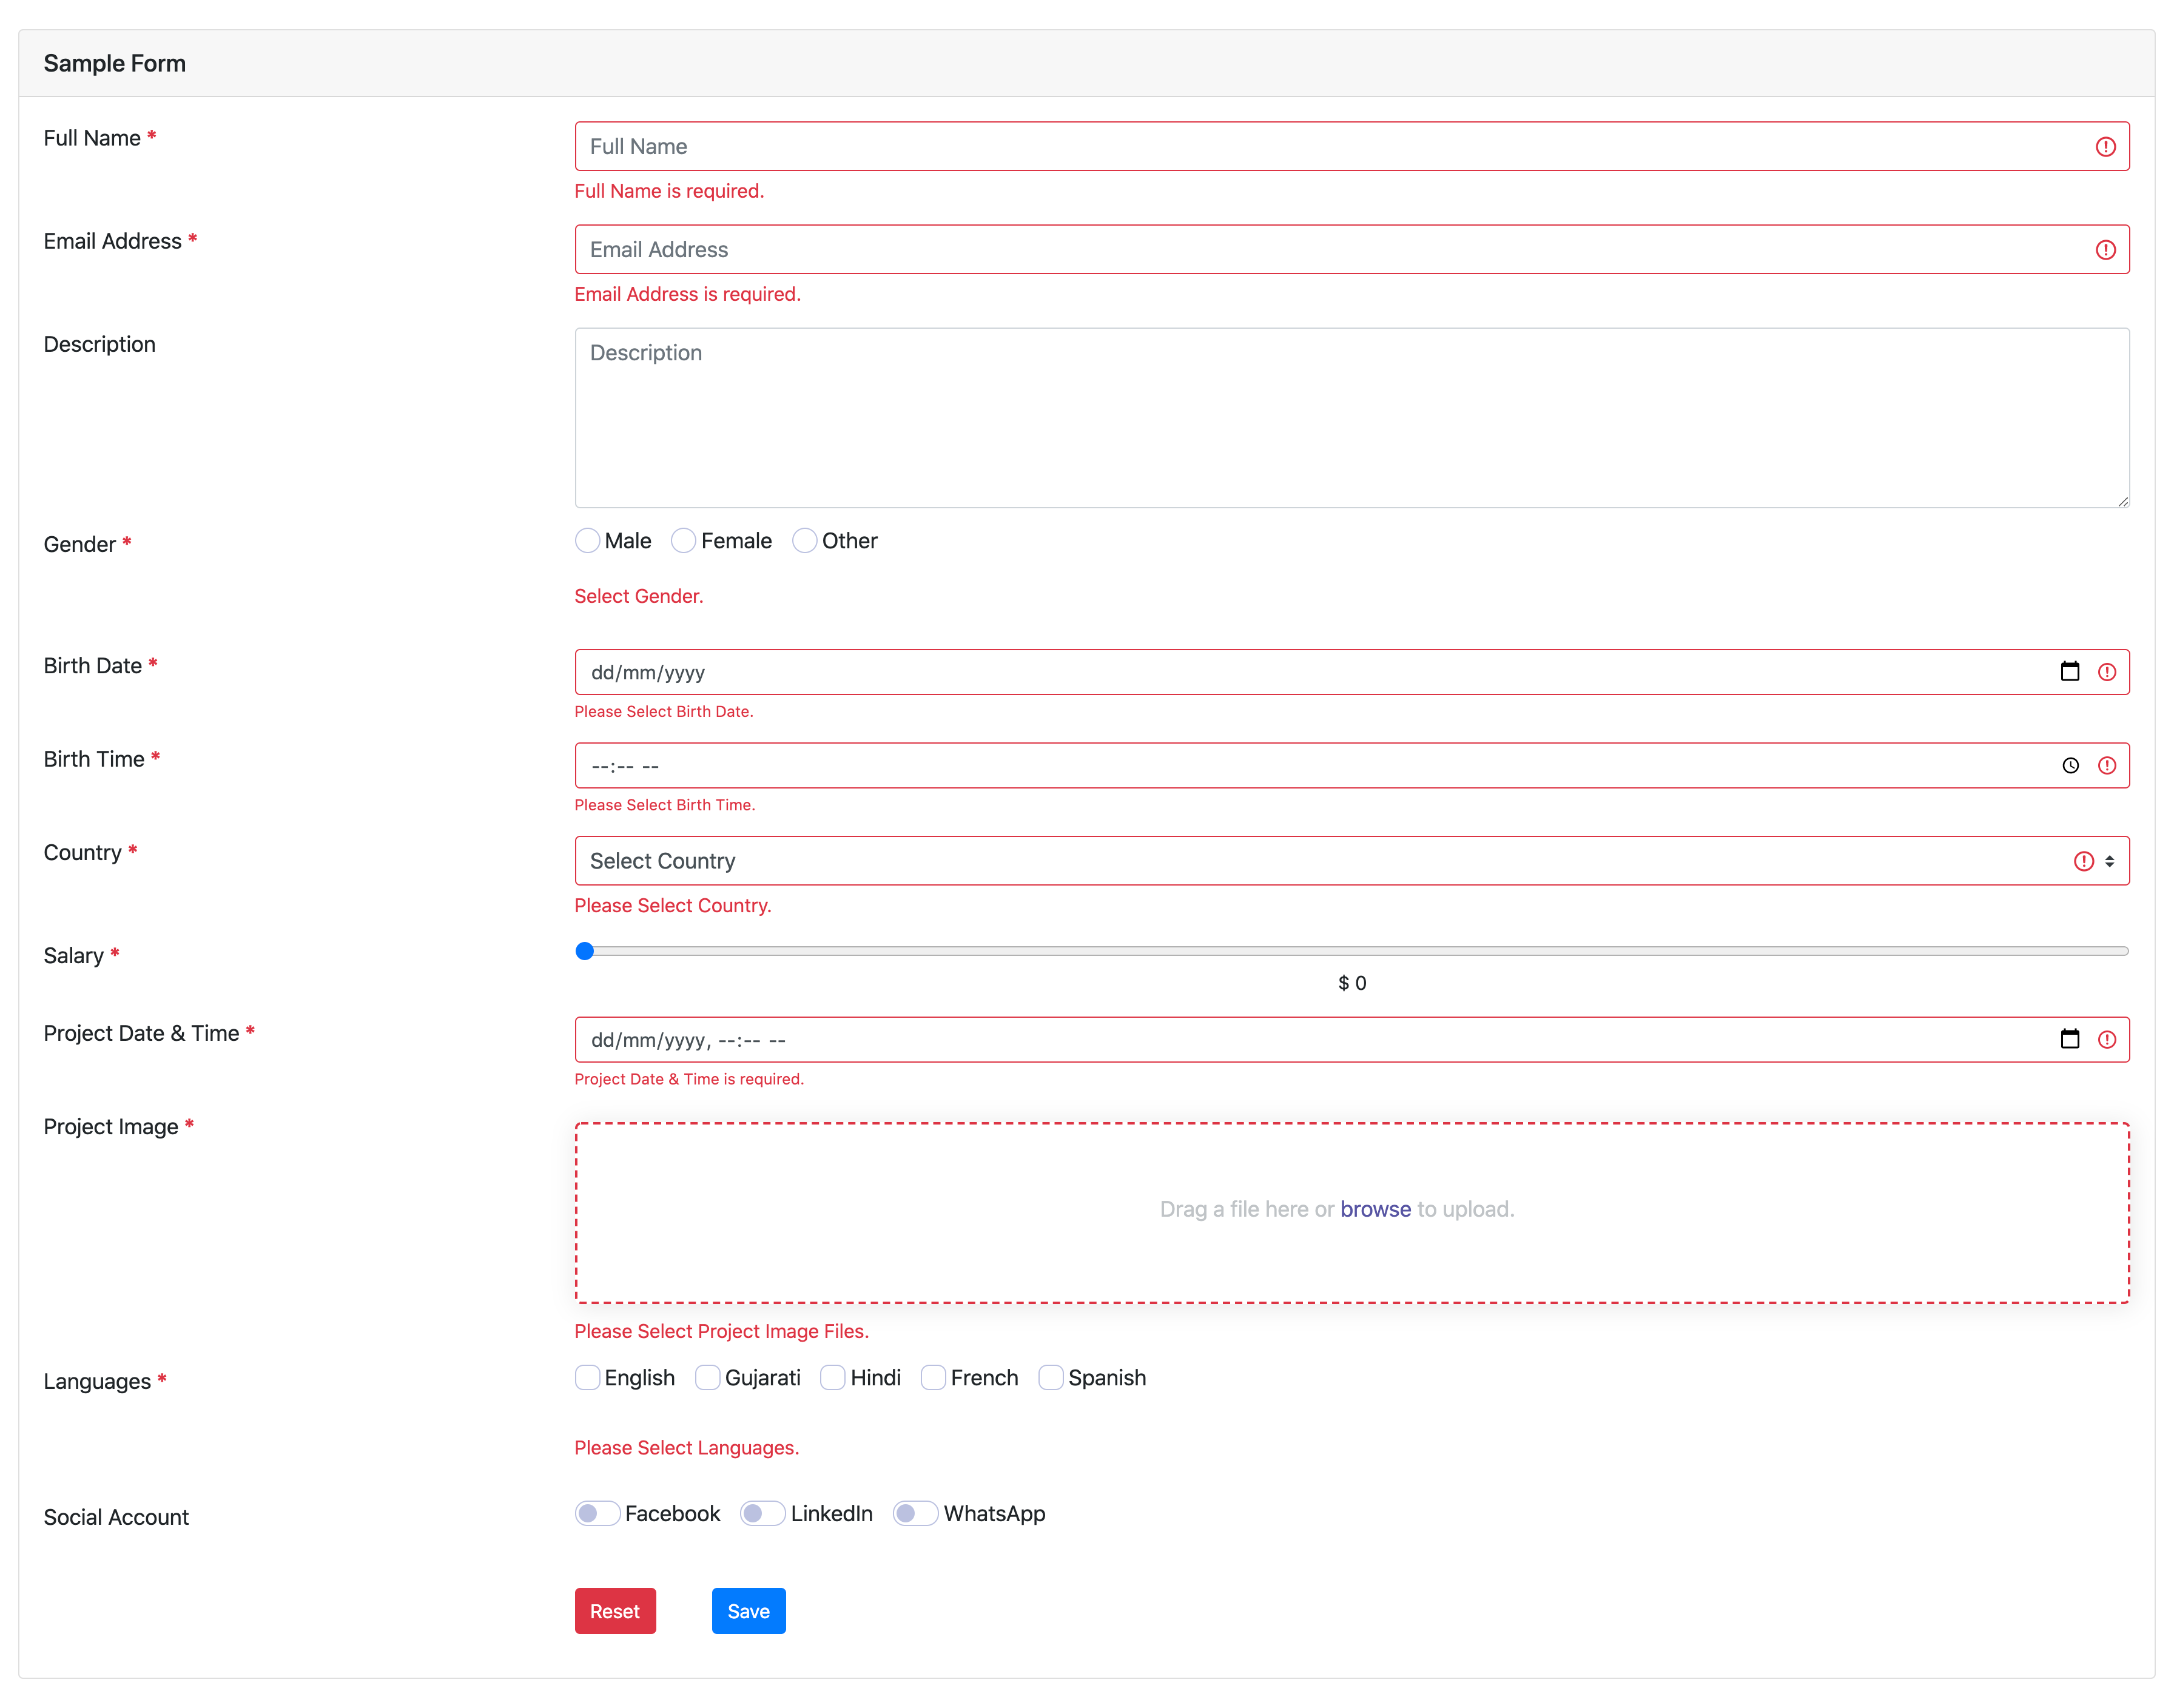 Sample Form
Full Name *
Full Name
Full Name is required.
Email Address *
Email Address
Email Address is required.
Description
Description
Gender *
Male Female Other
Select Gender.
Birth Date *
dd/mm/yyyy
Please Select Birth Date.
Birth Time *
--:-- --
Please Select Birth Time.
Country *
Select Country
Please Select Country.
Salary *
$ 0
Project Date & Time *
dd/mm/yyyy, --:-- --
Project Date & Time is required.
Project Image *
Drag a file here or browse to upload.
Please Select Project Image Files.
Languages *
English Gujarati Hindi French Spanish
Please Select Languages.
Social Account
Facebook LinkedIn WhatsApp
Reset Save